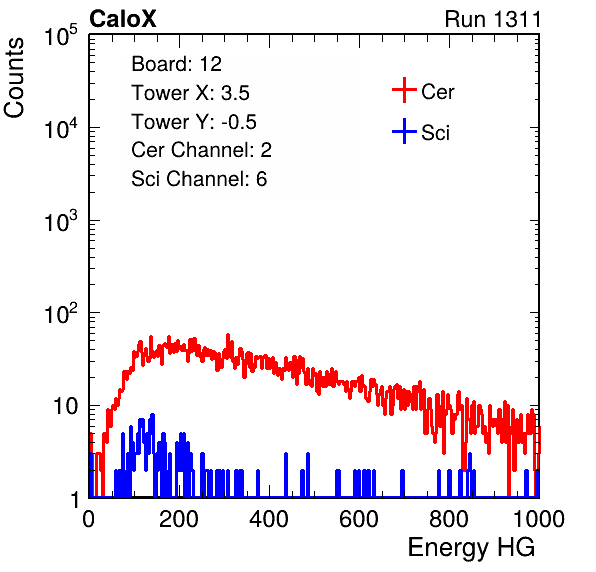 CaloX
Run 1311
Counts
Board: 12
Tower X: 3.5
Tower Y: -0.5
Cer Channel: 2
Sci Channel: 6
Cer
Sci
10^5
10^4
10^3
10^2
10
1
0 200 400 600 800 1000
Energy HG